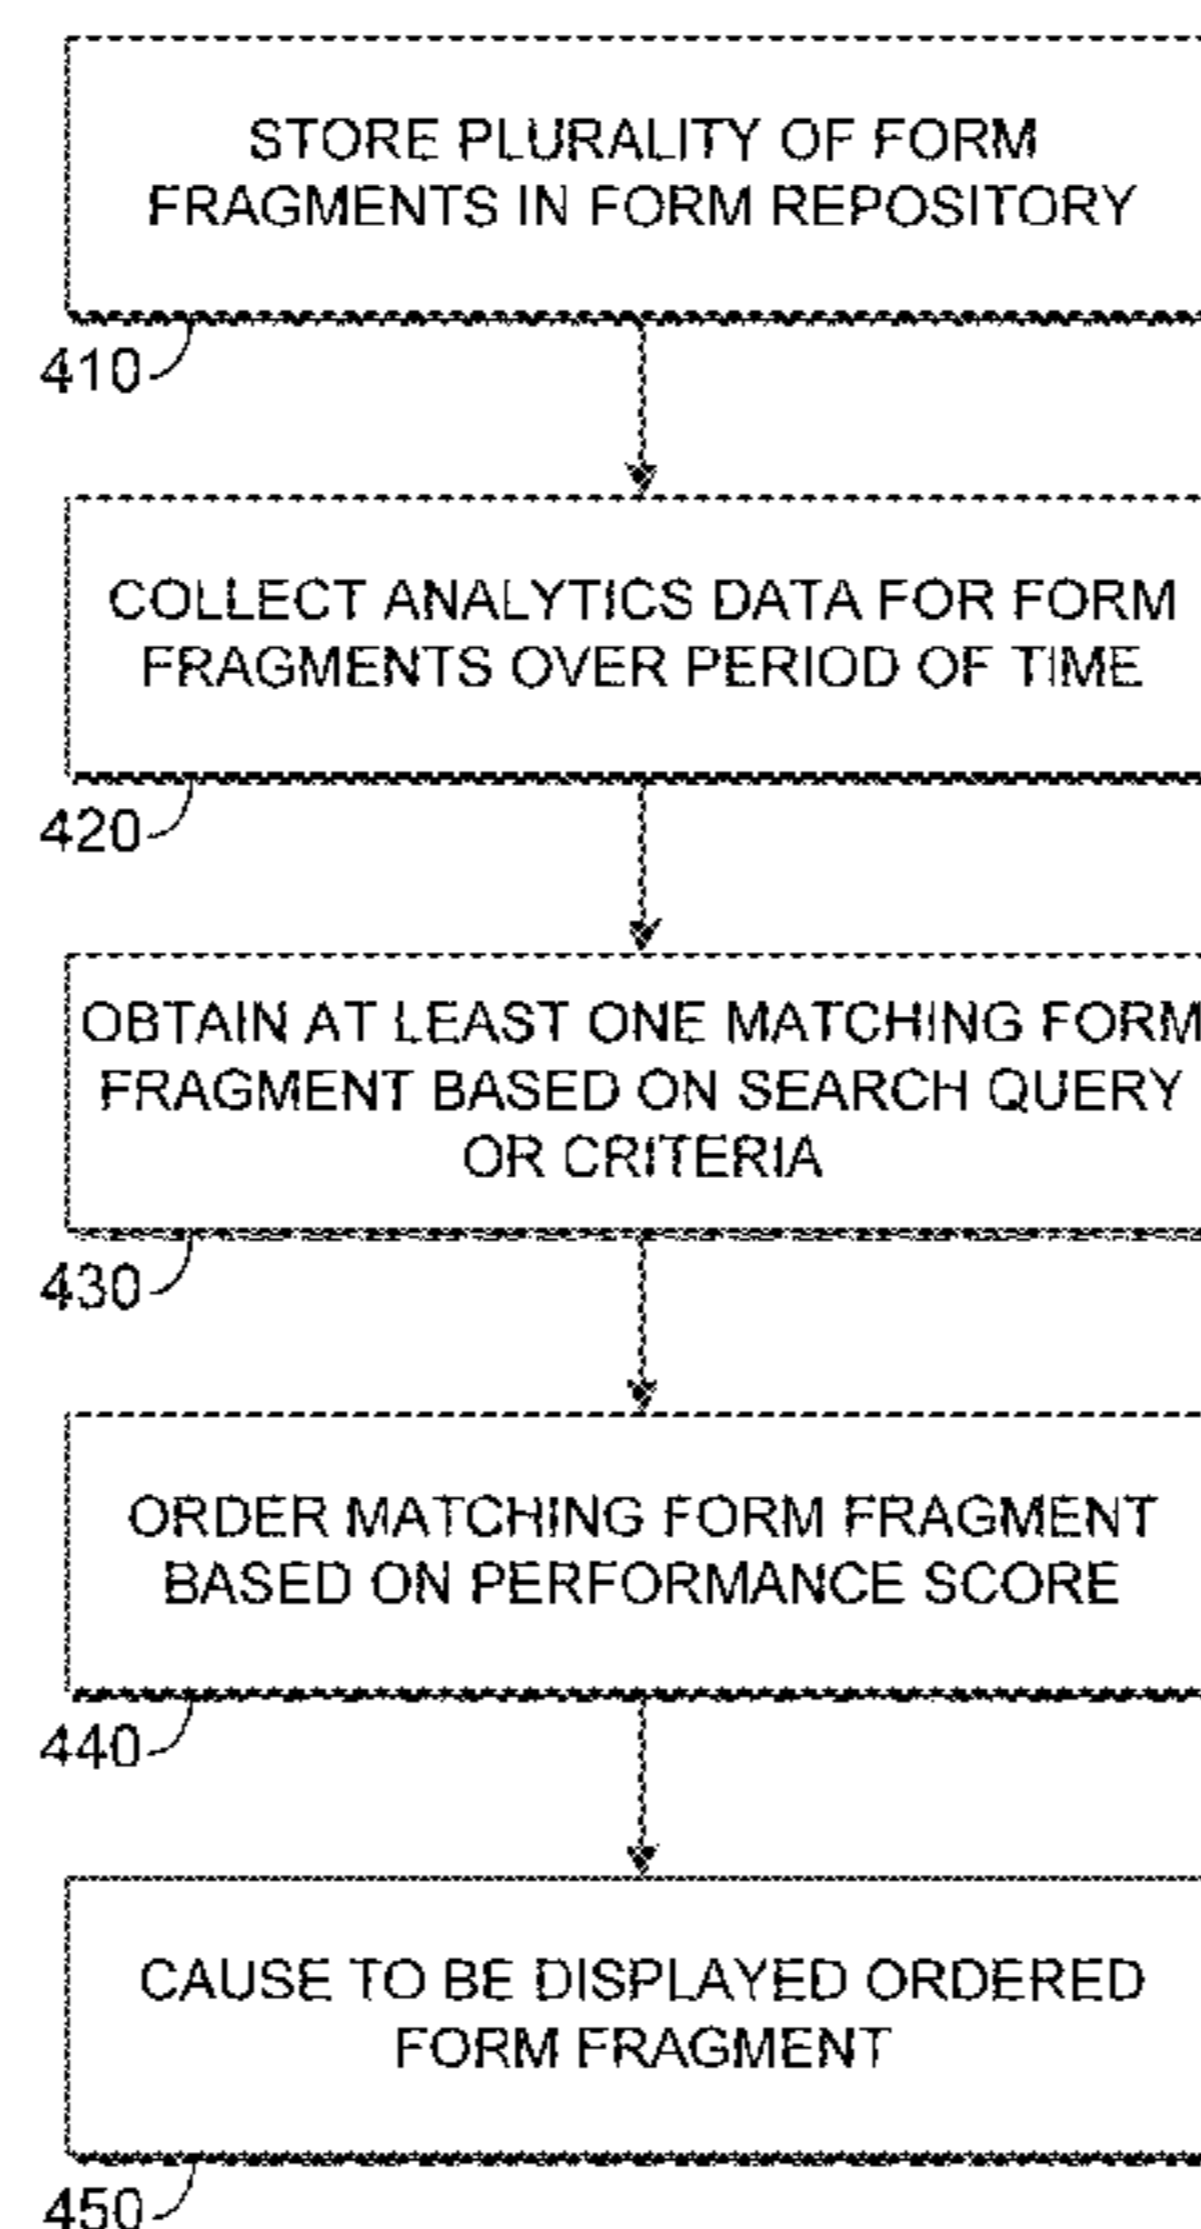 STORE PLURALITY OF FORM
FRAGMENTS IN FORM REPOSITORY
410
COLLECT ANALYTICS DATA FOR FORM
FRAGMENTS OVER PERIOD OF TIME
420
OBTAIN AT LEAST ONE MATCHING FORM
FRAGMENT BASED ON SEARCH QUERY
OR CRITERIA
430
ORDER MATCHING FORM FRAGMENT
BASED ON PERFORMANCE SCORE
440
CAUSE TO BE DISPLAYED ORDERED
FORM FRAGMENT
450